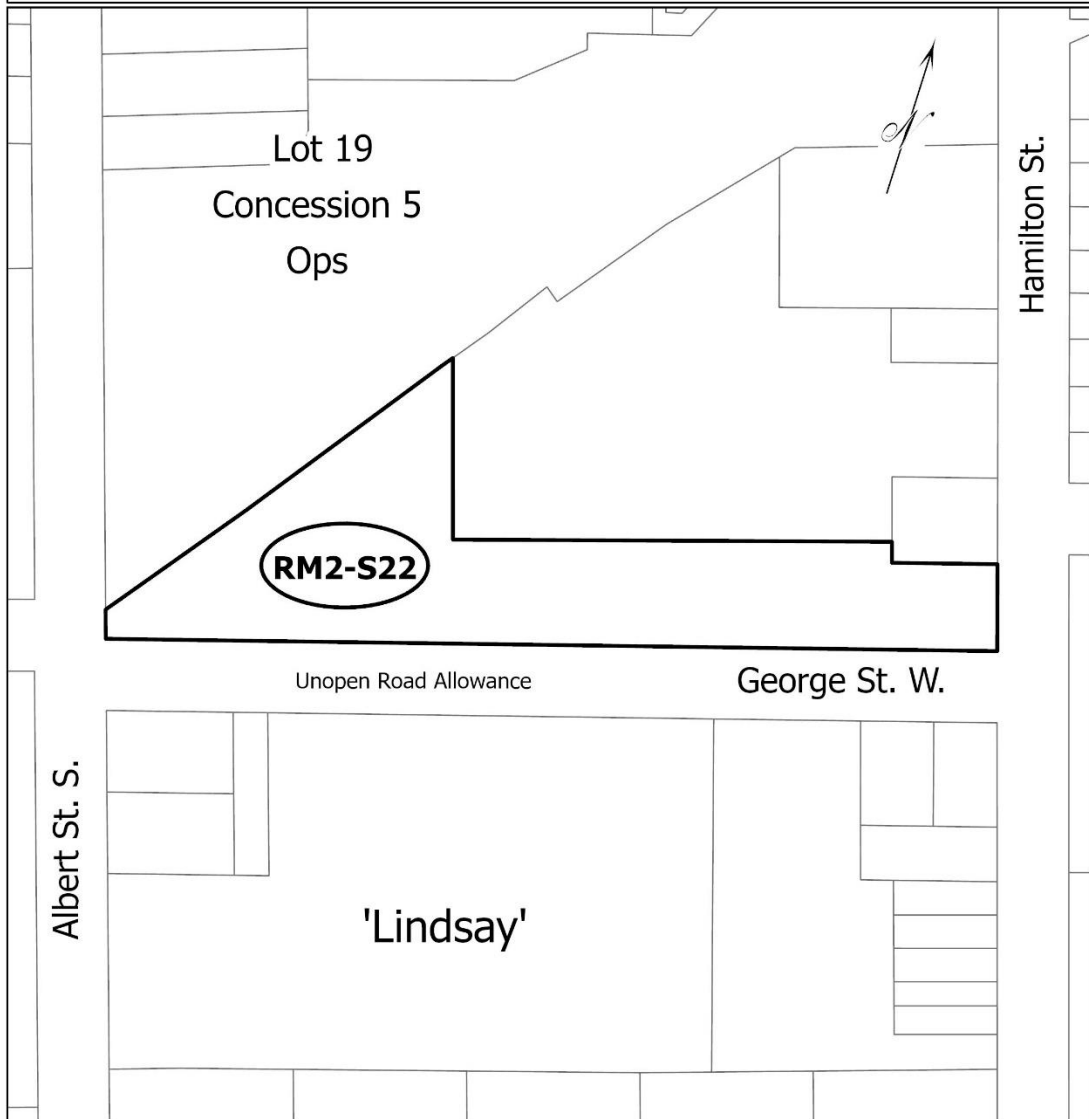 Lot 19
Concession 5
Ops
N
Hamilton St.
RM2-S22
Unopen Road Allowance
George St. W.
Albert St. S.
'Lindsay'